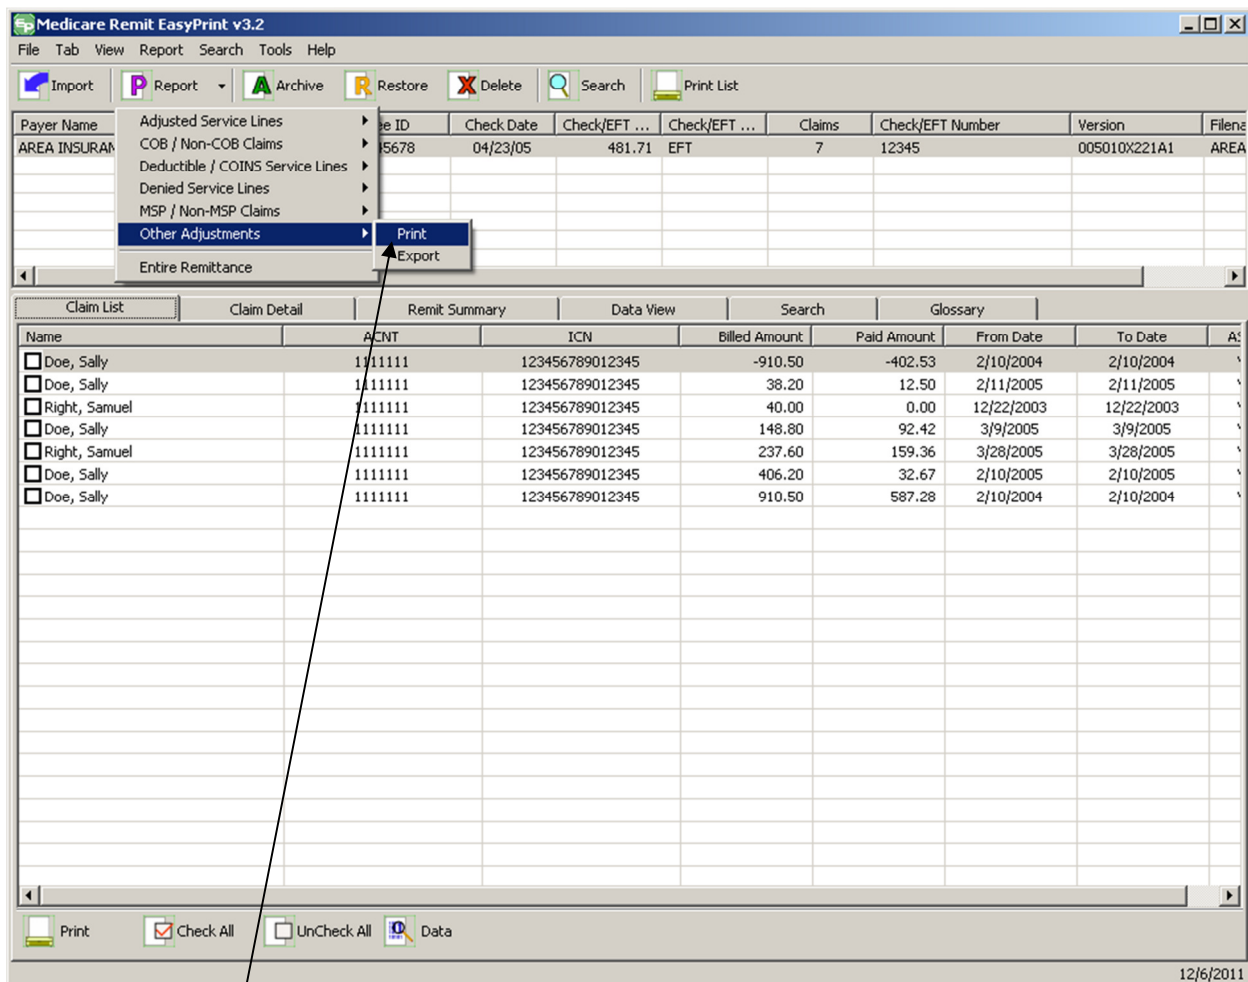 Medicare Remit EasyPrint v3.2
File Tab View Report Search Tools Help
Import P Report A Archive R Restore X Delete Search Print List
Payer Name ee ID Check Date Check/EFT ... Check/EFT ... Claims Check/EFT Number Version Filena
AREA INSURAN 45678 04/23/05 481.71 EFT 7 12345 005010X221A1 AREA
Adjusted Service Lines
COB / Non-COB Claims
Deductible / COINS Service Lines
Denied Service Lines
MSP / Non-MSP Claims
Other Adjustments
Entire Remittance
Print
Export
Claim List Claim Detail Remit Summary Data View Search Glossary
Name ACNT ICN Billed Amount Paid Amount From Date To Date AS
Doe, Sally 1111111 123456789012345 -910.50 -402.53 2/10/2004 2/10/2004
Doe, Sally 1111111 123456789012345 38.20 12.50 2/11/2005 2/11/2005
Right, Samuel 1111111 123456789012345 40.00 0.00 12/22/2003 12/22/2003
Doe, Sally 1111111 123456789012345 148.80 92.42 3/9/2005 3/9/2005
Right, Samuel 1111111 123456789012345 237.60 159.36 3/28/2005 3/28/2005
Doe, Sally 1111111 123456789012345 406.20 32.67 2/10/2005 2/10/2005
Doe, Sally 1111111 123456789012345 910.50 587.28 2/10/2004 2/10/2004
Print Check All UnCheck All Data
12/6/2011